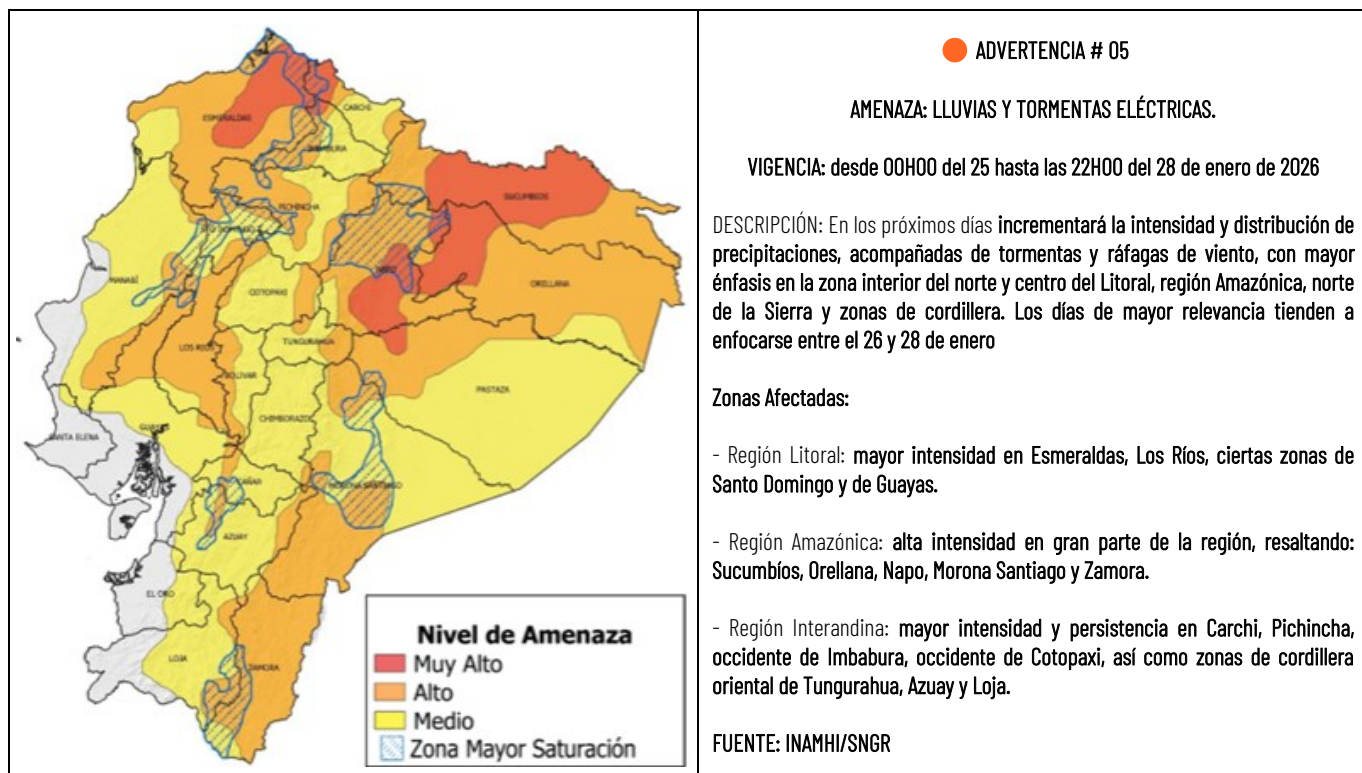 ESMERALDAS
CARCHI
IMBABURA
SUCUMBIOS
PICHINCHA
STO DOMINGO
NAPO
MANABÍ
COTOPAXI
ORELLANA
LOS RÍOS
TUNGURAHUA
BOLIVAR
PASTAZA
CHIMBORAZO
SANTA ELENA
GUAYAS
CAÑAR
MORONA SANTIAGO
AZUAY
EL ORO
LOJA
ZAMORA
Nivel de Amenaza
Muy Alto
Alto
Medio
Zona Mayor Saturación
ADVERTENCIA # 05
AMENAZA: LLUVIAS Y TORMENTAS ELÉCTRICAS.
VIGENCIA: desde 00H00 del 25 hasta las 22H00 del 28 de enero de 2026
DESCRIPCIÓN: En los próximos días incrementará la intensidad y distribución de
precipitaciones, acompañadas de tormentas y ráfagas de viento, con mayor
énfasis en la zona interior del norte y centro del Litoral, región Amazónica, norte
de la Sierra y zonas de cordillera. Los días de mayor relevancia tienden a
enfocarse entre el 26 y 28 de enero
Zonas Afectadas:
- Región Litoral: mayor intensidad en Esmeraldas, Los Ríos, ciertas zonas de
Santo Domingo y de Guayas.
- Región Amazónica: alta intensidad en gran parte de la región, resaltando:
Sucumbíos, Orellana, Napo, Morona Santiago y Zamora.
- Región Interandina: mayor intensidad y persistencia en Carchi, Pichincha,
occidente de Imbabura, occidente de Cotopaxi, así como zonas de cordillera
oriental de Tungurahua, Azuay y Loja.
FUENTE: INAMHI/SNGR